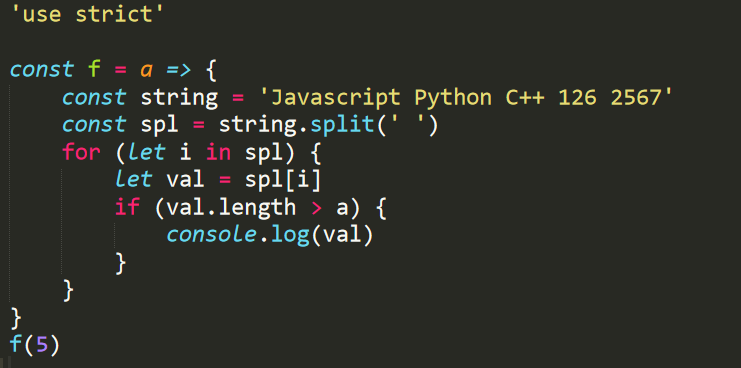 'use strict'

const f = a => {
    const string = 'Javascript Python C++ 126 2567'
    const spl = string.split(' ')
    for (let i in spl) {
        let val = spl[i]
        if (val.length > a) {
            console.log(val)
        }
    }
}
f(5)